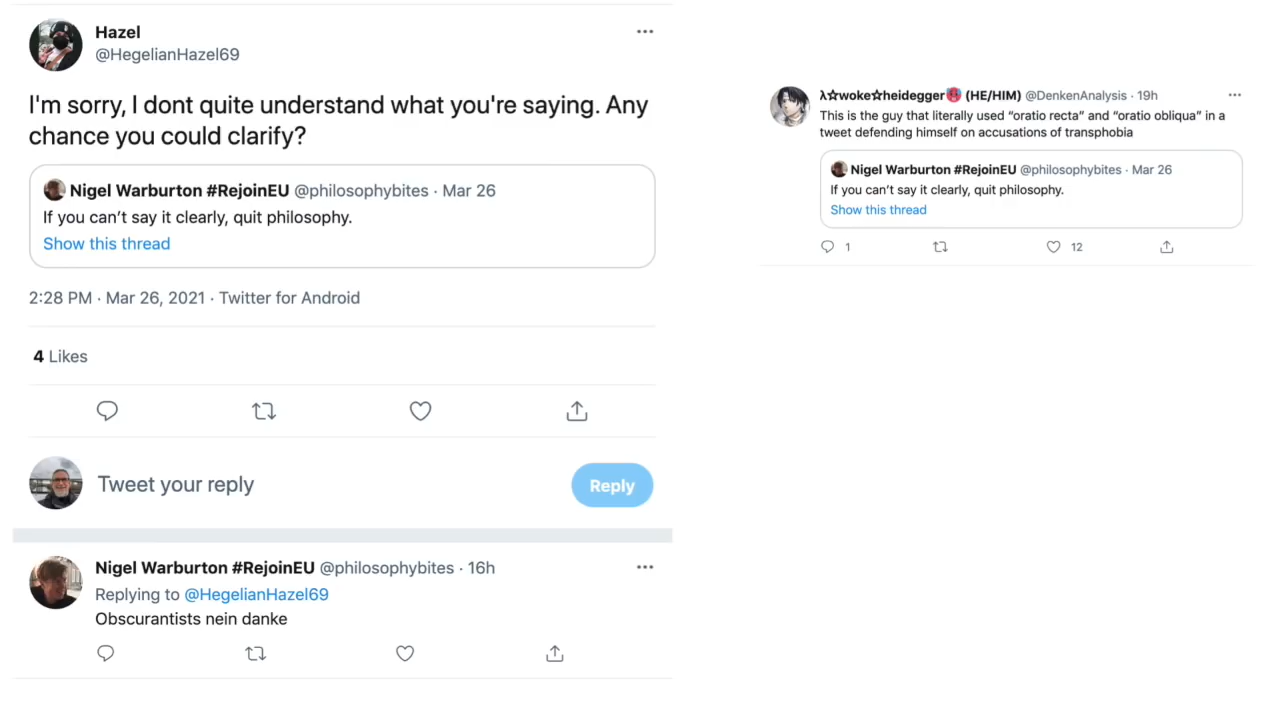 Hazel
@HegelianHazel69
I'm sorry, I dont quite understand what you're saying. Any
chance you could clarify?
Nigel Warburton #RejoinEU @philosophybites · Mar 26
If you can’t say it clearly, quit philosophy.
Show this thread
2:28 PM · Mar 26, 2021 · Twitter for Android
4 Likes
Tweet your reply
Reply
Nigel Warburton #RejoinEU @philosophybites · 16h
Replying to @HegelianHazel69
Obscurantists nein danke
λ☆woke☆heidegger (HE/HIM) @DenkenAnalysis · 19h
This is the guy that literally used “oratio recta” and “oratio obliqua” in a
tweet defending himself on accusations of transphobia
Nigel Warburton #RejoinEU @philosophybites · Mar 26
If you can’t say it clearly, quit philosophy.
Show this thread
1 12